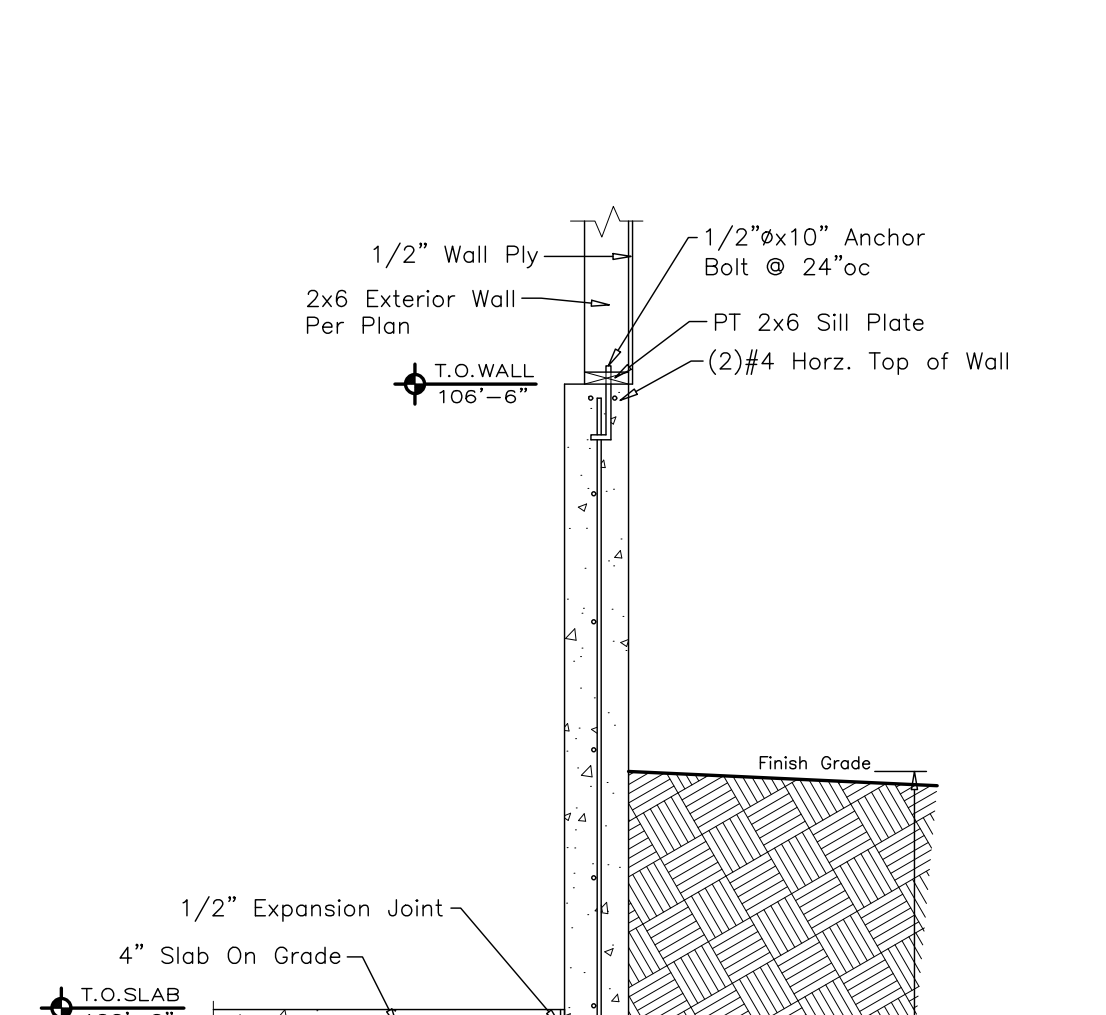 1/2"øx10" Anchor
Bolt @ 24"oc
1/2" Wall Ply
2x6 Exterior Wall
Per Plan
PT 2x6 Sill Plate
(2)#4 Horz. Top of Wall
T.O.WALL
106'-6"
Finish Grade
1/2" Expansion Joint
4" Slab On Grade
T.O.SLAB